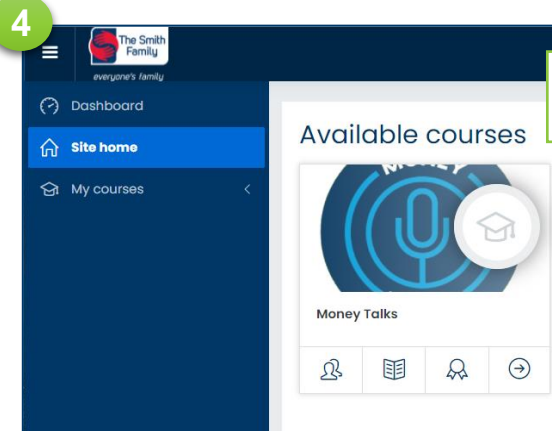 4
The Smith
Family
everyone's family
Dashboard
Site home
My courses
Available courses
MONEY
Money Talks